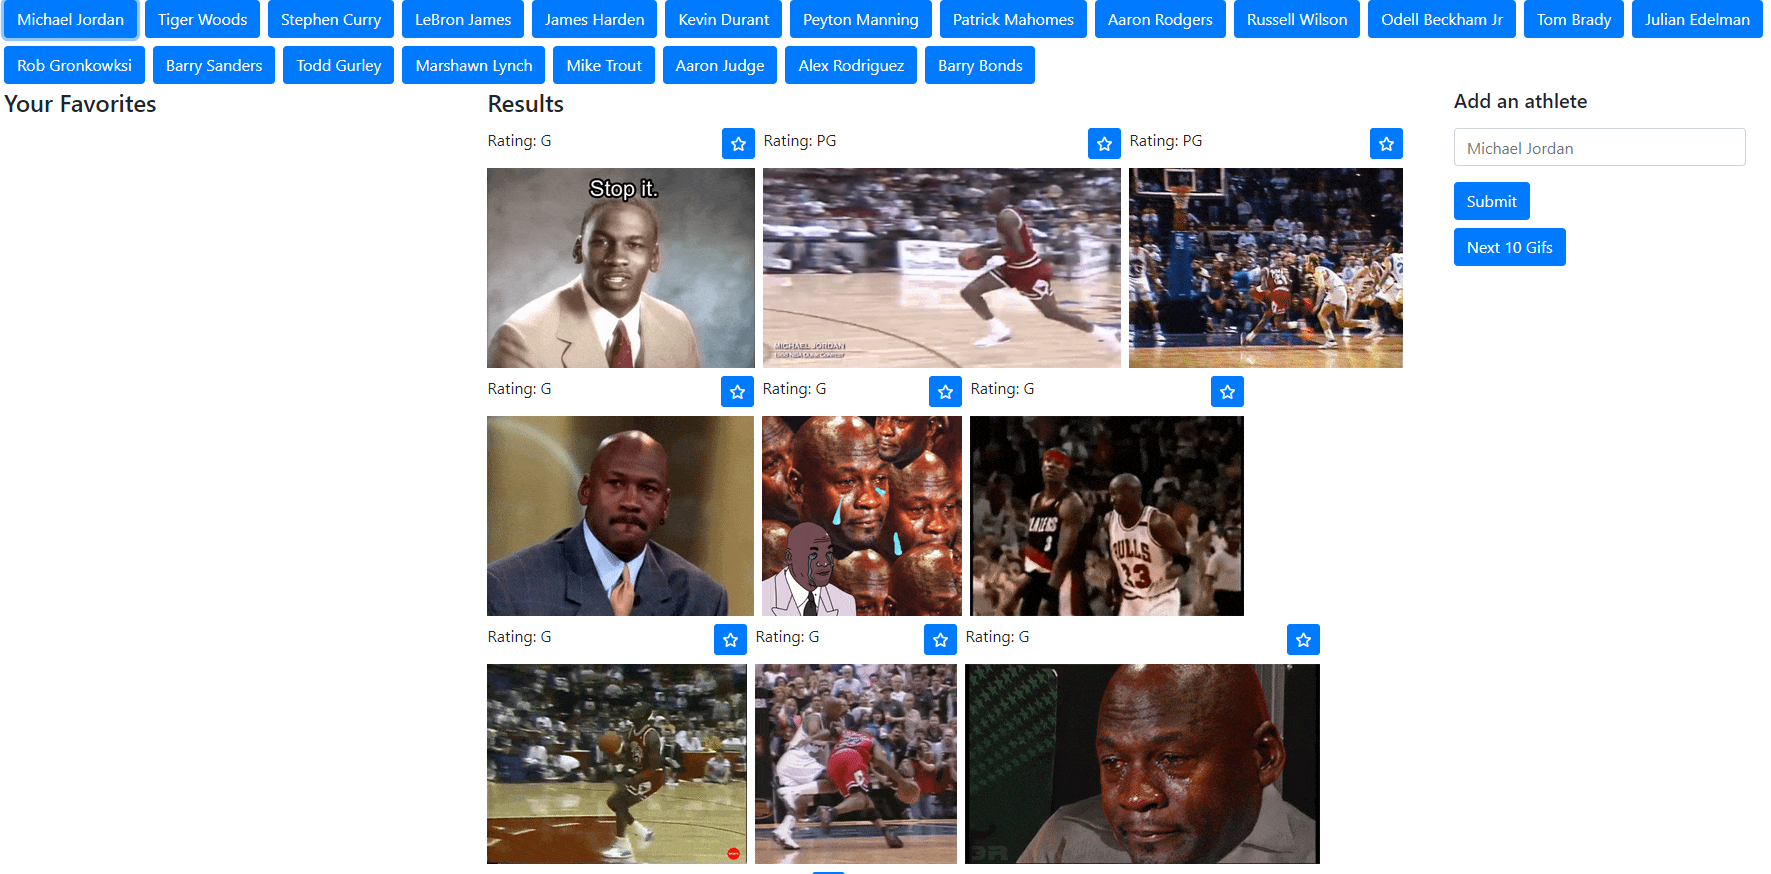 Michael Jordan Tiger Woods Stephen Curry LeBron James James Harden Kevin Durant Peyton Manning Patrick Mahomes Aaron Rodgers Russell Wilson Odell Beckham Jr Tom Brady Julian Edelman
Rob Gronkowksi Barry Sanders Todd Gurley Marshawn Lynch Mike Trout Aaron Judge Alex Rodriguez Barry Bonds
Your Favorites
Results
Rating: G Rating: PG Rating: PG
Stop it.
MICHAEL JORDAN
Rating: G Rating: G Rating: G
BULLS
Rating: G Rating: G Rating: G
Add an athlete
Michael Jordan
Submit
Next 10 Gifs